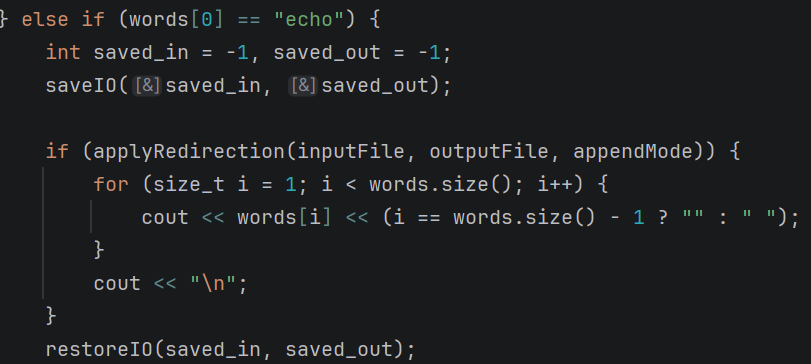 } else if (words[0] == "echo") {
    int saved_in = -1, saved_out = -1;
    saveIO([&]saved_in, [&]saved_out);

    if (applyRedirection(inputFile, outputFile, appendMode)) {
        for (size_t i = 1; i < words.size(); i++) {
            cout << words[i] << (i == words.size() - 1 ? "" : " ");
        }
        cout << "\n";
    }
    restoreIO(saved_in, saved_out);